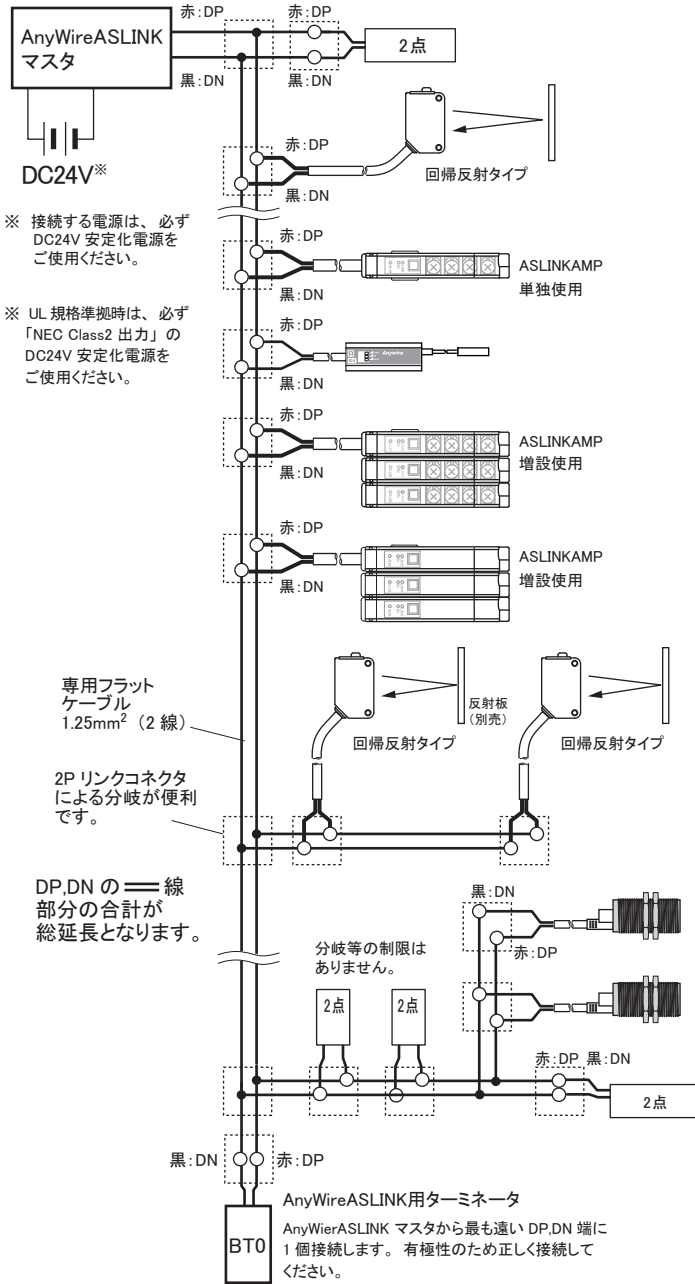 赤:DP
AnyWireASLINK
マスタ
2点
黒:DN
黒:DN
DC24V※
赤:DP
黒:DN
回帰反射タイプ
※ 接続する電源は、必ず
DC24V 安定化電源を
ご使用ください。
赤:DP
黒:DN
ASLINKAMP
単独使用
※ UL 規格準拠時は、必ず
「NEC Class2 出力」の
DC24V 安定化電源を
ご使用ください。
赤:DP
黒:DN
Anywire
赤:DP
黒:DN
ASLINKAMP
増設使用
赤:DP
黒:DN
ASLINKAMP
増設使用
専用フラット
ケーブル
1.25mm² (2 線)
反射板
(別売)
回帰反射タイプ
回帰反射タイプ
2P リンクコネクタ
による分岐が便利
です。
DP,DN の 線
部分の合計が
総延長となります。
黒:DN
赤:DP
分岐等の制限は
ありません。
2点
2点
赤:DP 黒:DN
2点
黒:DN
赤:DP
BT0
AnyWireASLINK用ターミネータ
AnyWierASLINK マスタから最も遠い DP,DN 端に
1 個接続します。 有極性のため正しく接続して
ください。